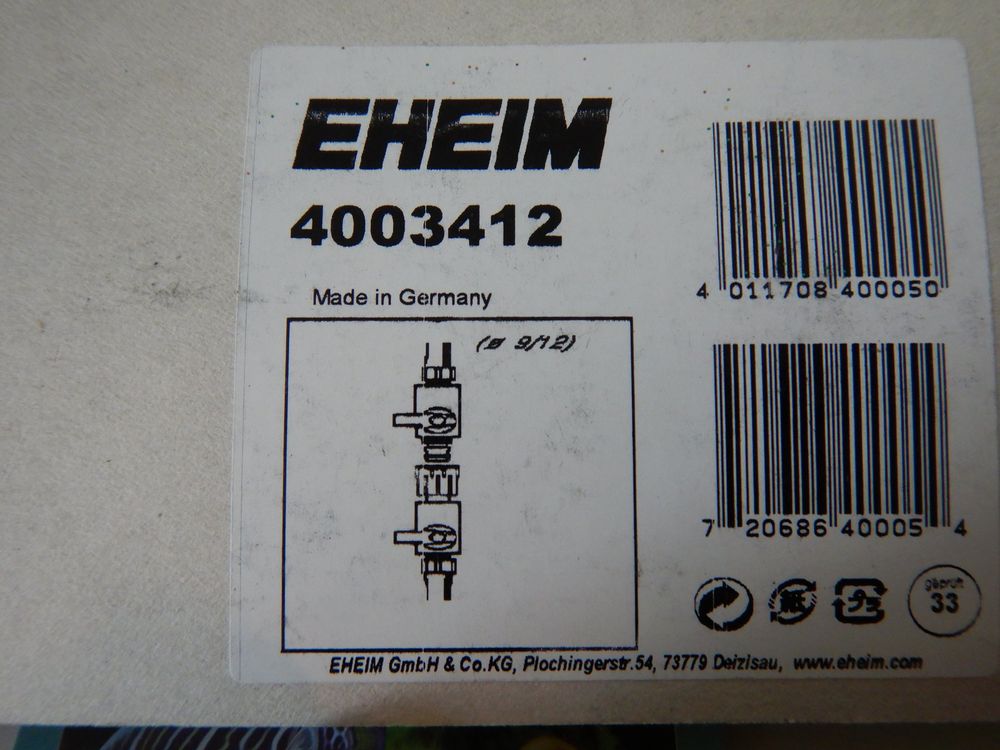 EHEIM
4003412
Made in Germany
(ø 9/12)
4 011708 400050
7 20686 40005 4
geprüft
33
EHEIM GmbH & Co.KG, Plochingerstr.54, 73779 Deizisau, www.eheim.com